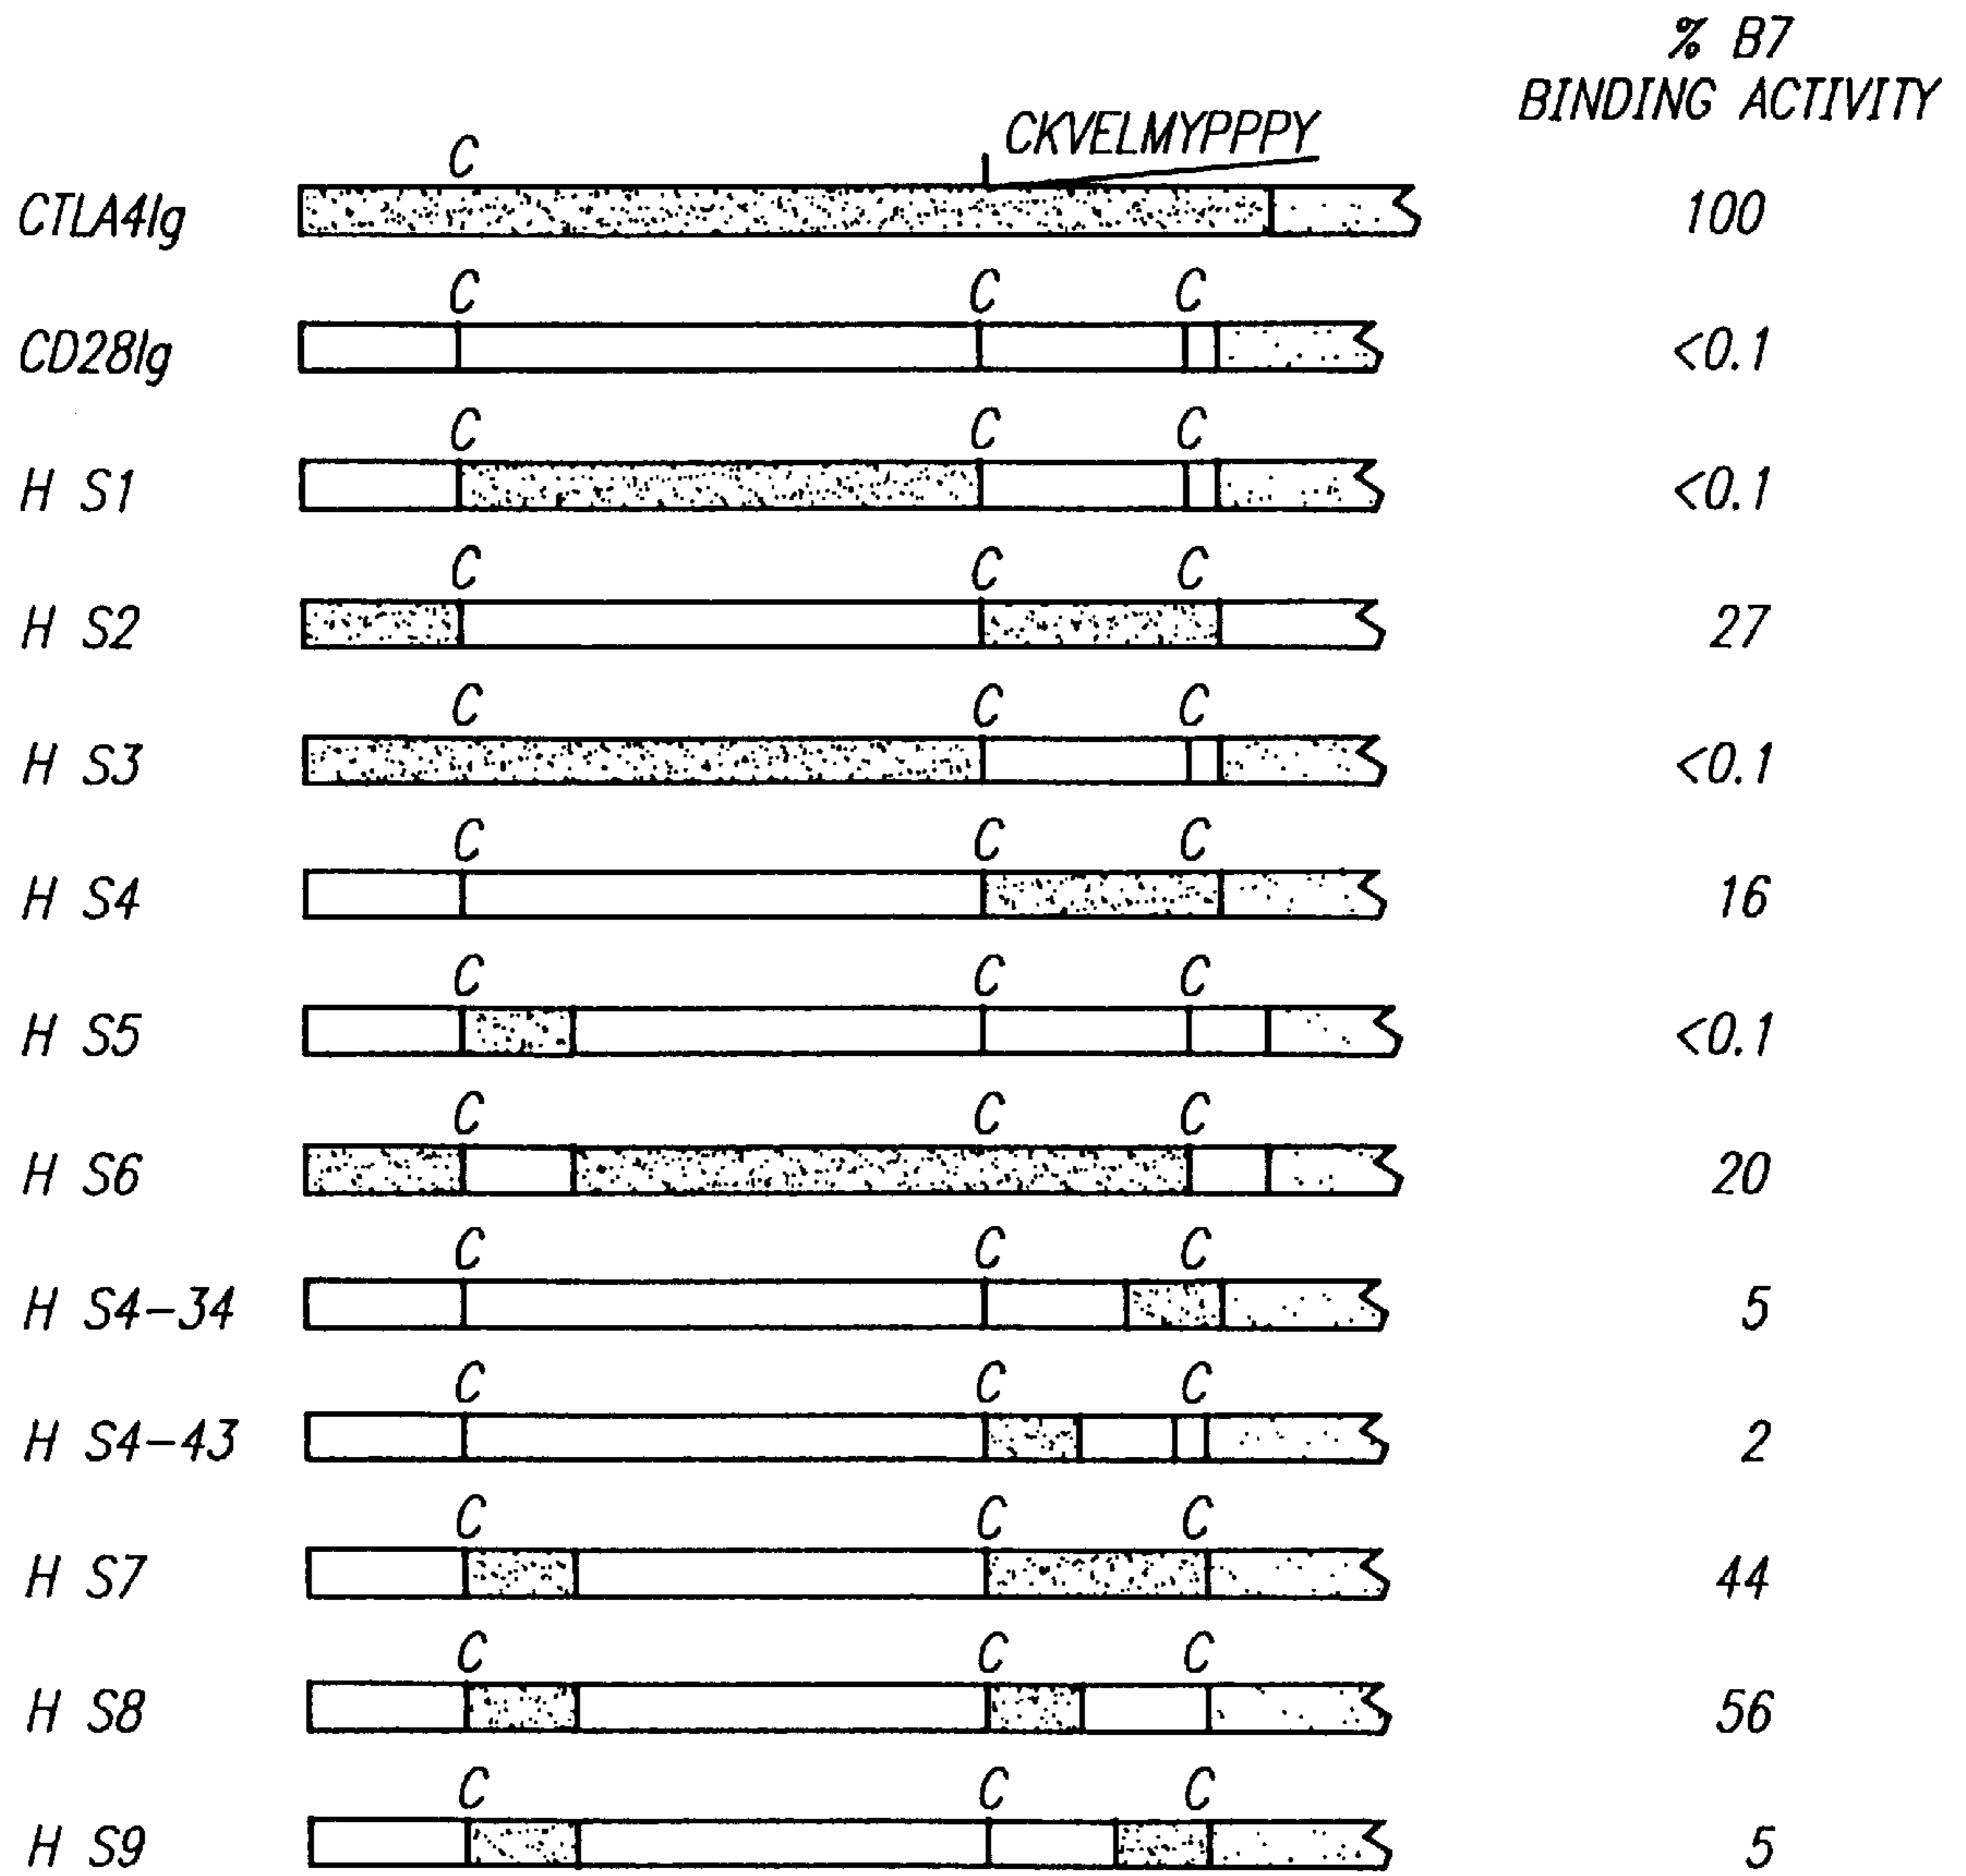 % B7
BINDING ACTIVITY
C CKVELMYPPPY
CTLA4Ig 100
C C C
CD28Ig <0.1
C C C
H S1 <0.1
C C C
H S2 27
C C C
H S3 <0.1
C C C
H S4 16
C C C
H S5 <0.1
C C C
H S6 20
C C C
H S4-34 5
C C C
H S4-43 2
C C C
H S7 44
C C C
H S8 56
C C C
H S9 5